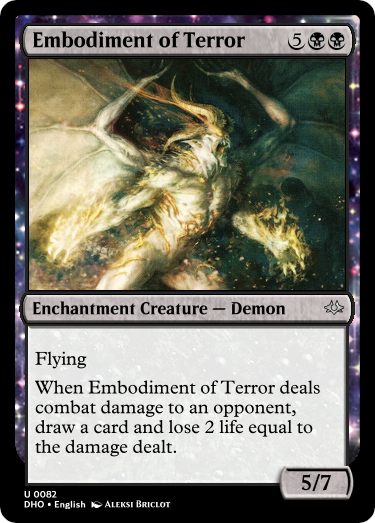 Embodiment of Terror 5
Enchantment Creature — Demon
Flying
When Embodiment of Terror deals
combat damage to an opponent,
draw a card and lose 2 life equal to
the damage dealt.
5/7
U 0082
DHO • English Aleksi Briclot